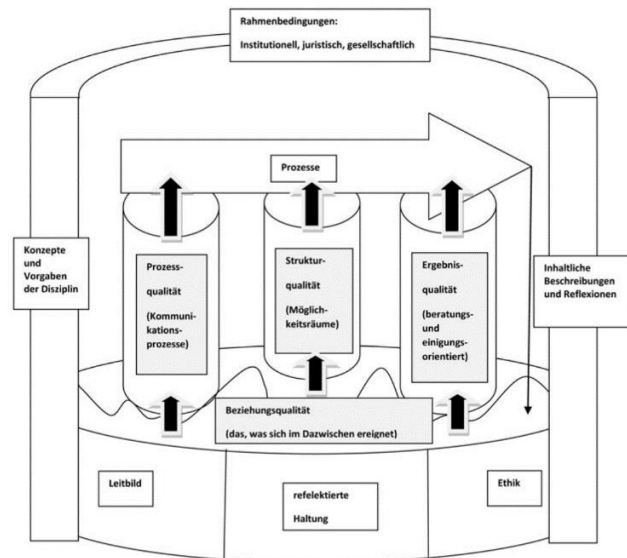 Rahmenbedingungen:
Institutionell, juristisch, gesellschaftlich
Prozesse
Konzepte
und
Vorgaben
der Disziplin
Prozess-
qualität
(Kommuni-
kations-
prozesse)
Struktur-
qualität
(Möglich-
keitsräume)
Ergebnis-
qualität
(beratungs-
und
einigungs-
orientiert)
Inhaltliche
Beschreibungen
und Reflexionen
Beziehungsqualität
(das, was sich im Dazwischen ereignet)
Leitbild
refelektierte
Haltung
Ethik